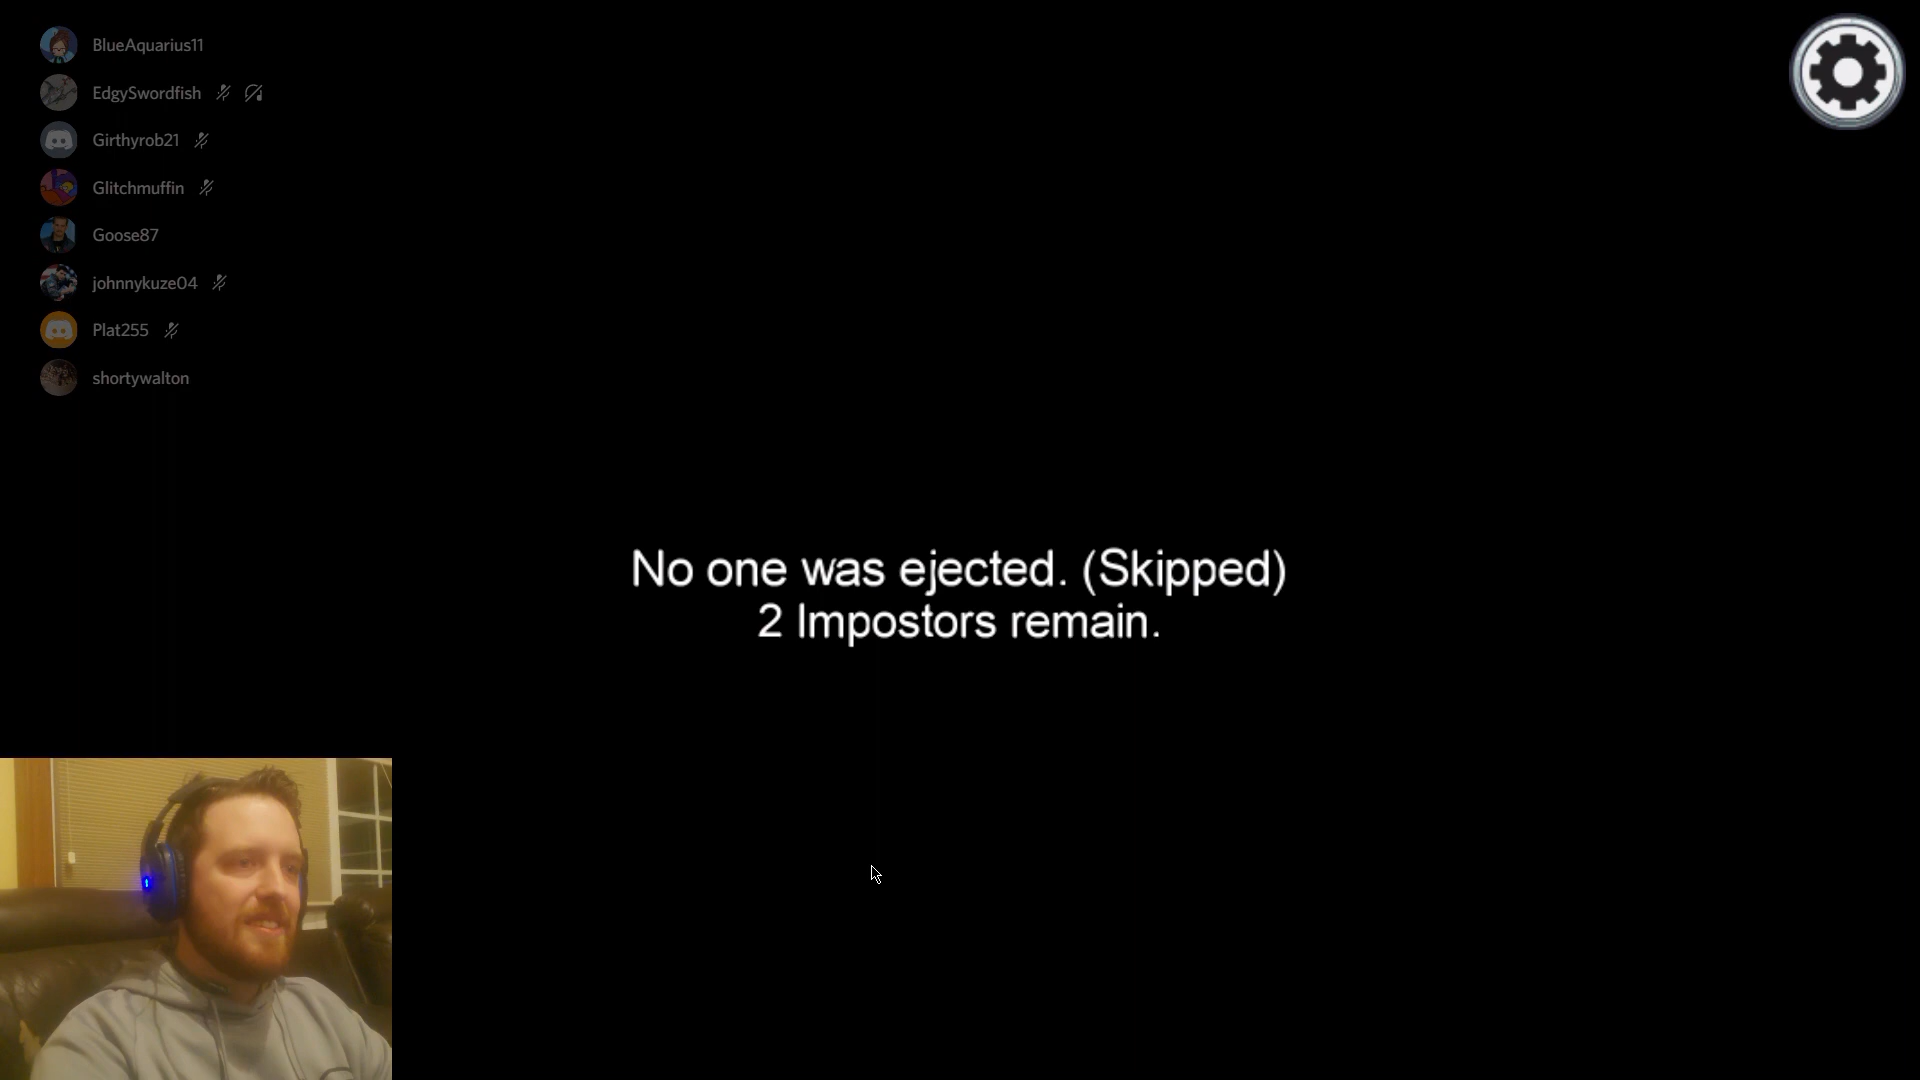 BlueAquarius11
EdgySwordfish
Girthyrob21
Glitchmuffin
Goose87
johnnykuze04
Plat255
shortywalton
No one was ejected. (Skipped)
2 Impostors remain.